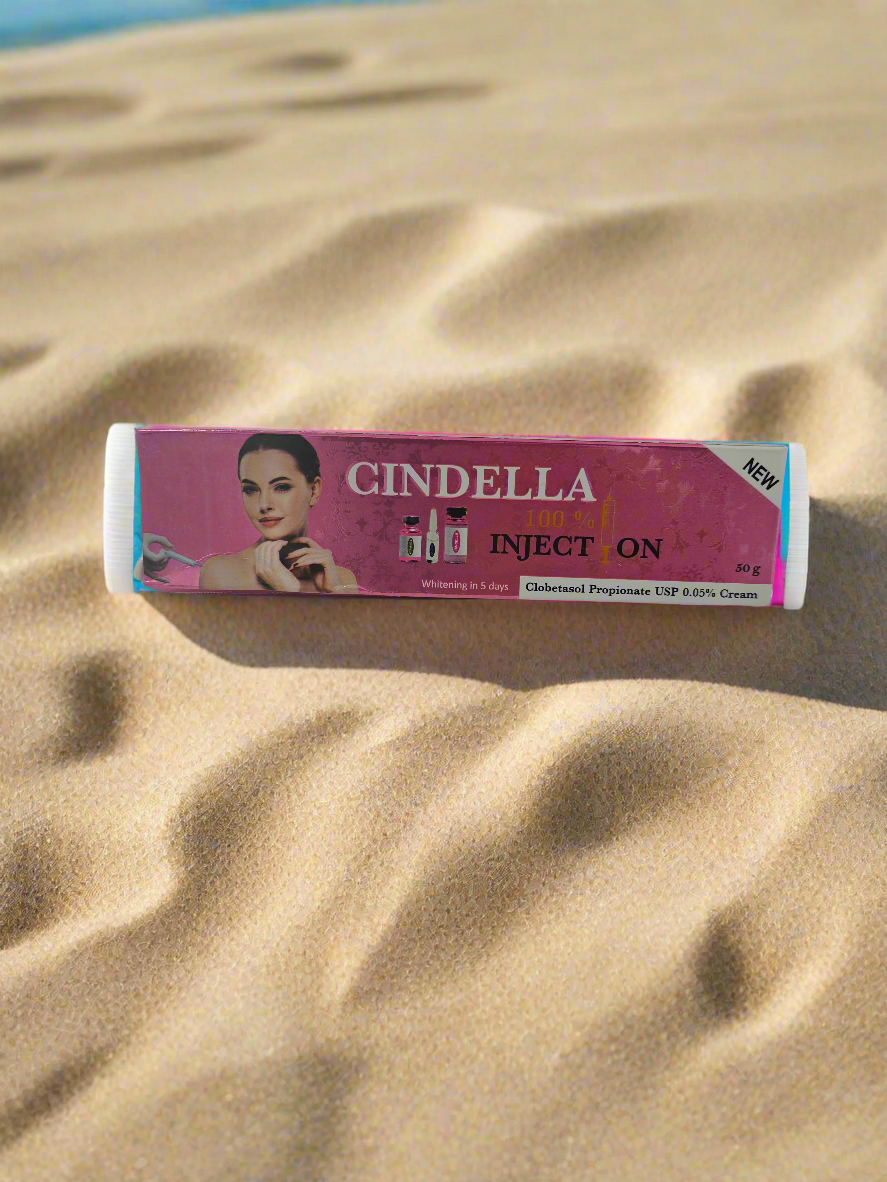 NEW
CINDELLA
100 %
INJECTION
50 g
Whitening in 5 days
Clobetasol Propionate USP 0.05% Cream